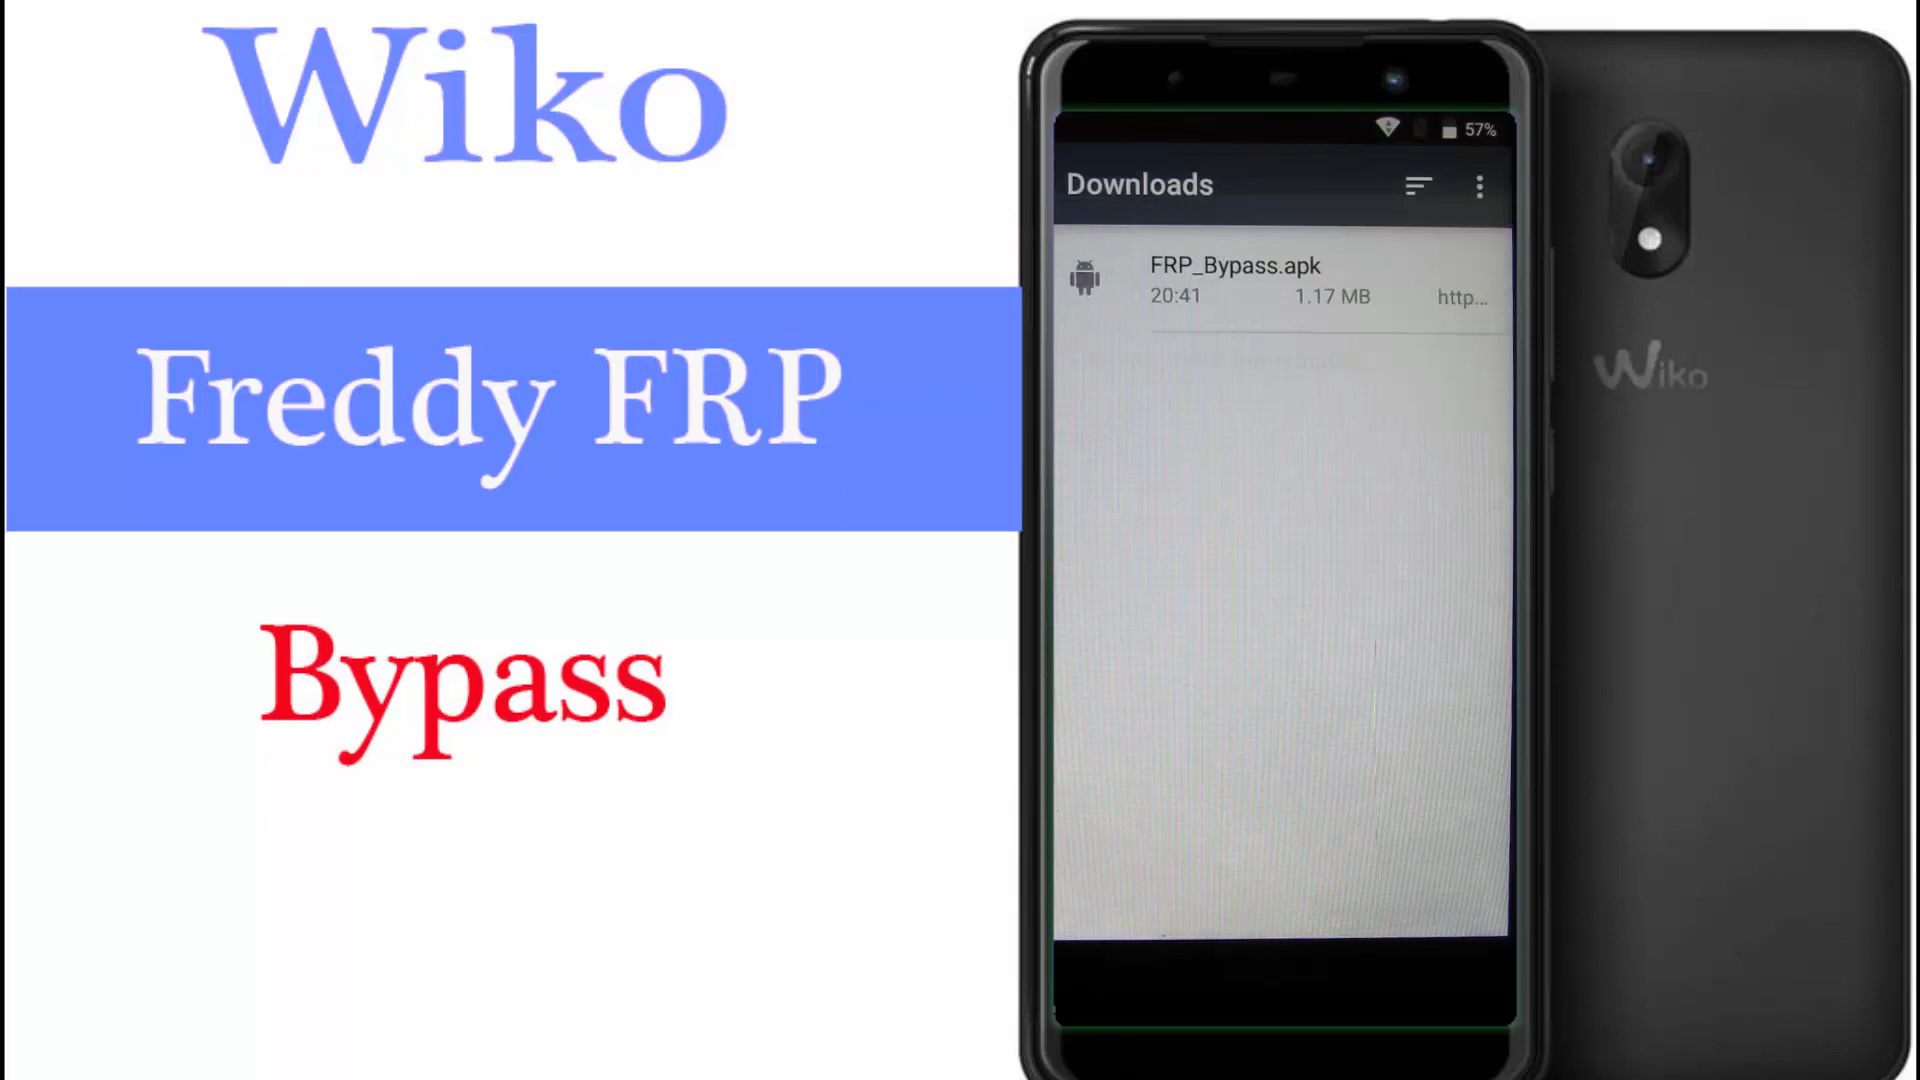 Wiko
Freddy FRP
Bypass
57%
Downloads
FRP_Bypass.apk
20:41 1.17 MB http...
Wiko